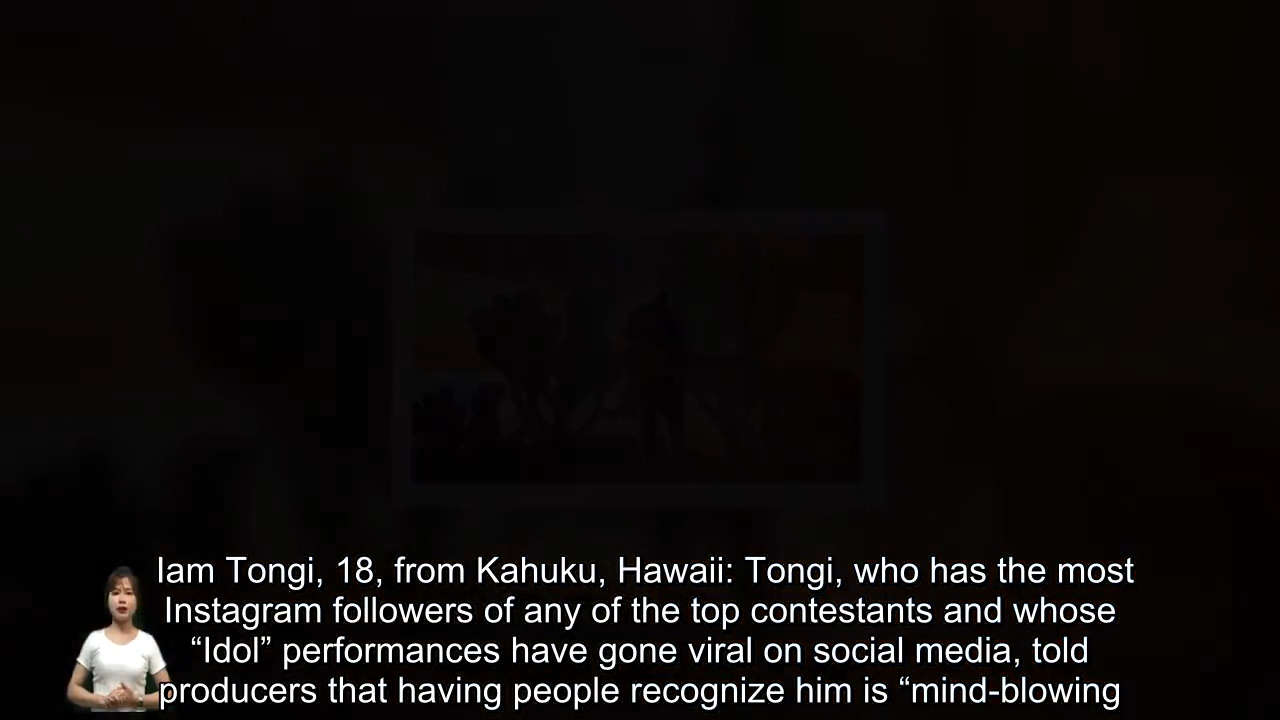 Iam Tongi, 18, from Kahuku, Hawaii: Tongi, who has the most
Instagram followers of any of the top contestants and whose
“Idol” performances have gone viral on social media, told
producers that having people recognize him is “mind-blowing